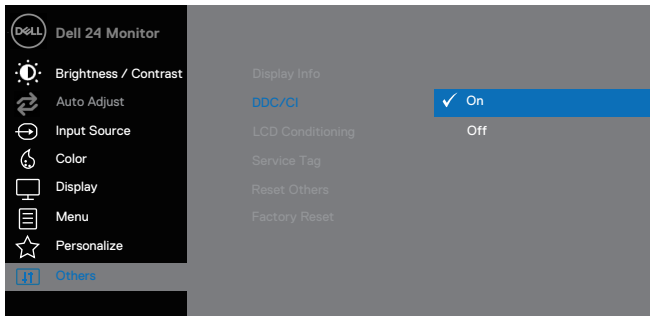 DELL
Dell 24 Monitor
Brightness / Contrast
Auto Adjust
Input Source
Color
Display
Menu
Personalize
Others
Display Info
DDC/CI
LCD Conditioning
Service Tag
Reset Others
Factory Reset
On
Off